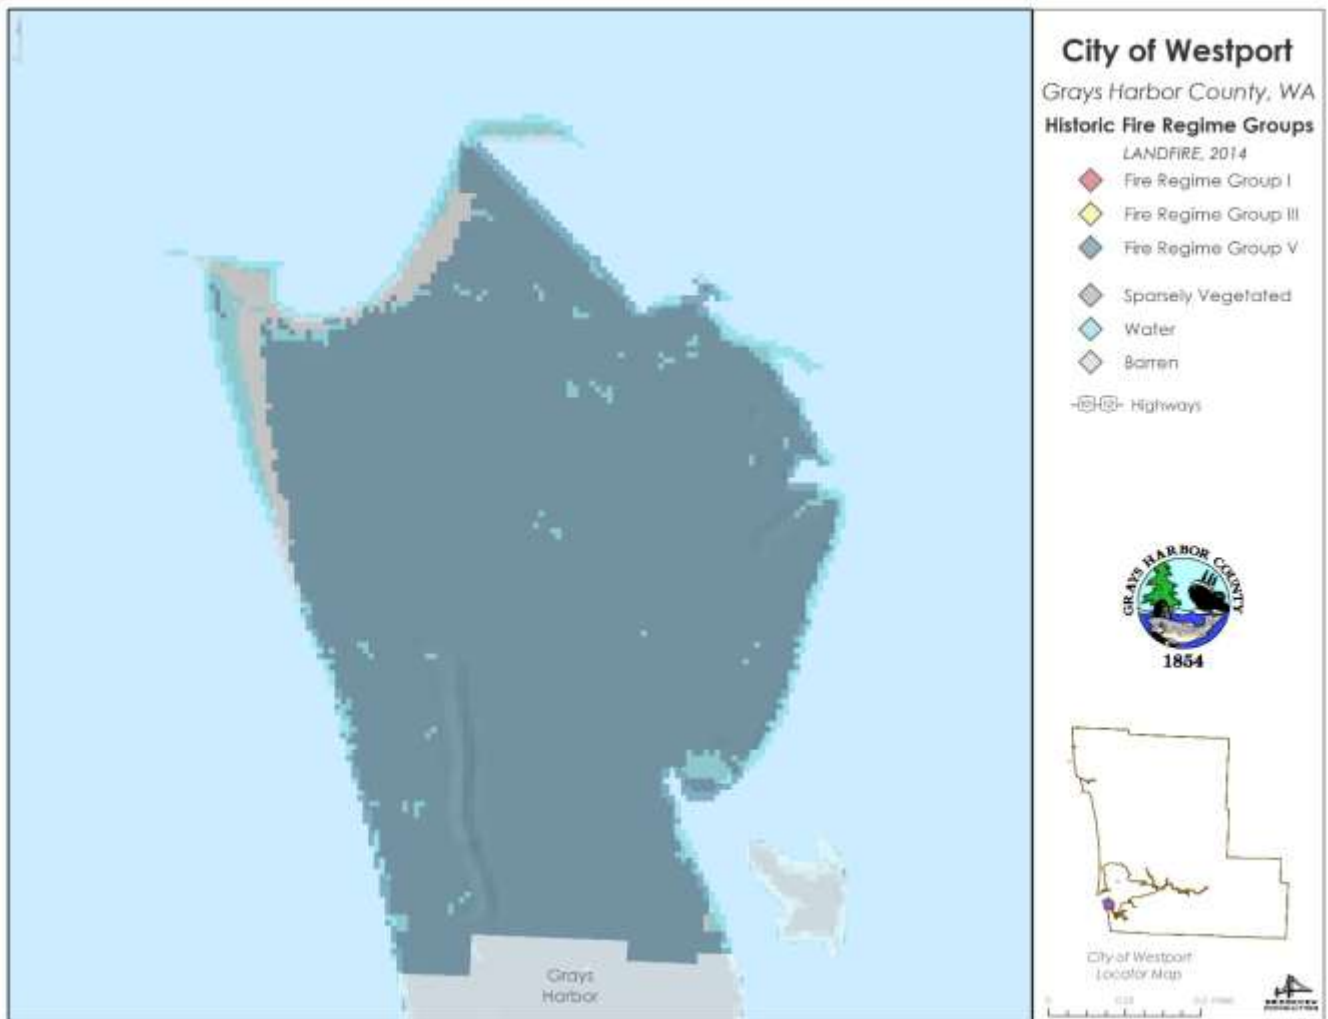 City of Westport
Grays Harbor County, WA
Historic Fire Regime Groups
LANDFIRE, 2014
Fire Regime Group I
Fire Regime Group III
Fire Regime Group V
Sparsely Vegetated
Water
Barren
Highways
GRAYS HARBOR COUNTY
1854
City of Westport
Locator Map
Grays
Harbor